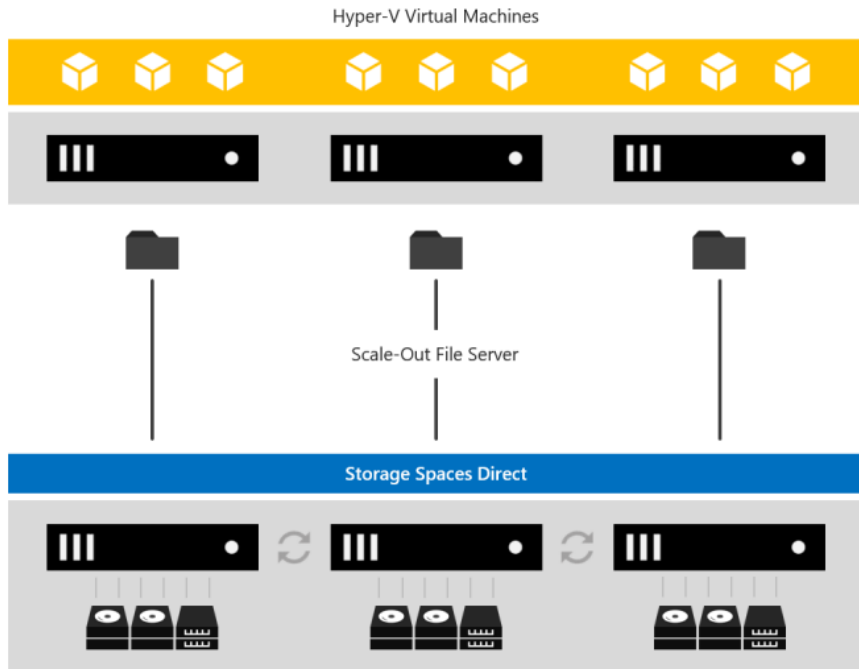 Hyper-V Virtual Machines
Scale-Out File Server
Storage Spaces Direct